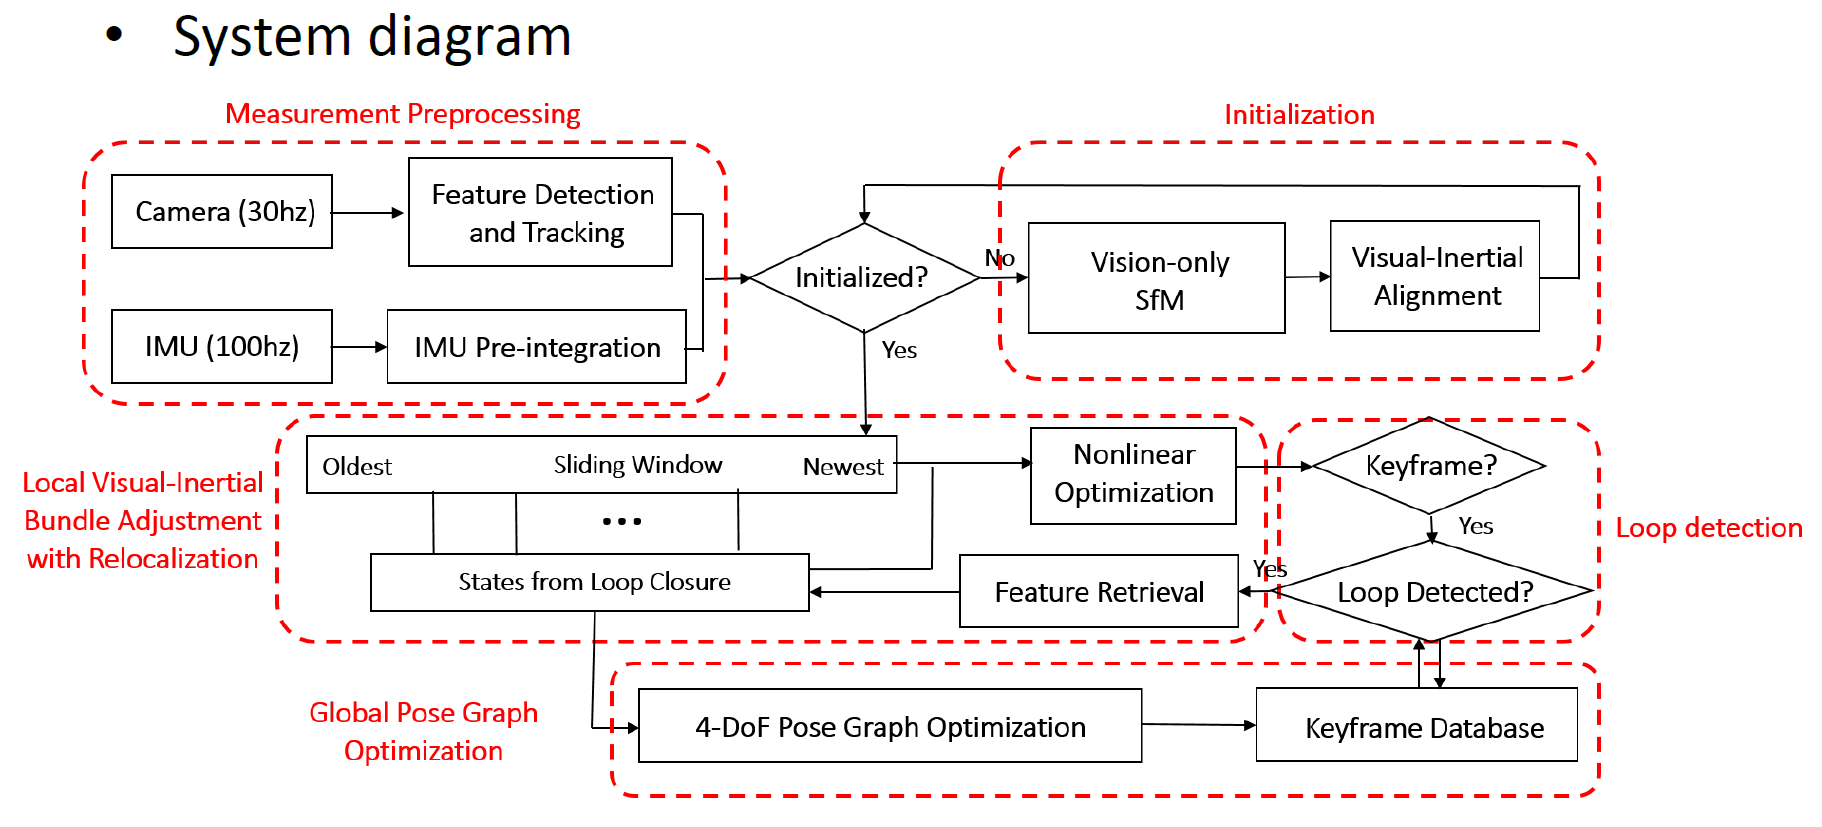 • System diagram
Measurement Preprocessing
Initialization
Camera (30hz)
Feature Detection
and Tracking
IMU (100hz)
IMU Pre-integration
Initialized?
No
Yes
Vision-only
SfM
Visual-Inertial
Alignment
Local Visual-Inertial
Bundle Adjustment
with Relocalization
Oldest
Sliding Window
Newest
...
States from Loop Closure
Nonlinear
Optimization
Feature Retrieval
Keyframe?
Yes
Loop Detected?
Yes
Loop detection
Global Pose Graph
Optimization
4-DoF Pose Graph Optimization
Keyframe Database